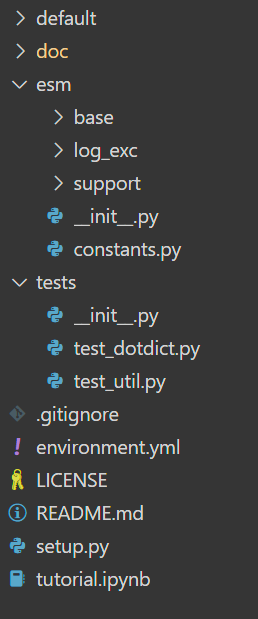 default
doc
esm
base
log_exc
support
__init__.py
constants.py
tests
__init__.py
test_dotdict.py
test_util.py
.gitignore
environment.yml
LICENSE
README.md
setup.py
tutorial.ipynb